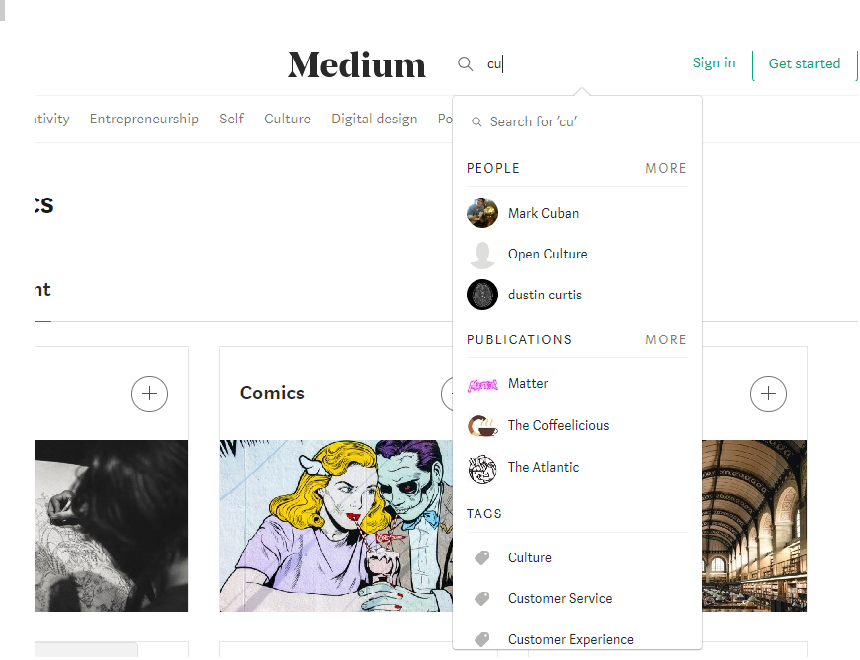 Medium
cu
Sign in
Get started
tivity Entrepreneurship Self Culture Digital design Po
Search for 'cu'
PEOPLE MORE
cs
Mark Cuban
Open Culture
nt
dustin curtis
PUBLICATIONS MORE
Matter
Comics
The Coffeelicious
The Atlantic
TAGS
Culture
Customer Service
Customer Experience